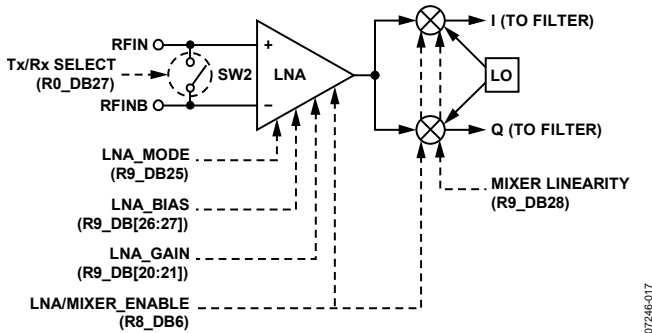 RFIN
Tx/Rx SELECT
(R0_DB27)
RFINB
SW2
+
LNA
–
I (TO FILTER)
LO
Q (TO FILTER)
LNA_MODE
(R9_DB25)
LNA_BIAS
(R9_DB[26:27])
LNA_GAIN
(R9_DB[20:21])
LNA/MIXER_ENABLE
(R8_DB6)
MIXER LINEARITY
(R9_DB28)
07246-017